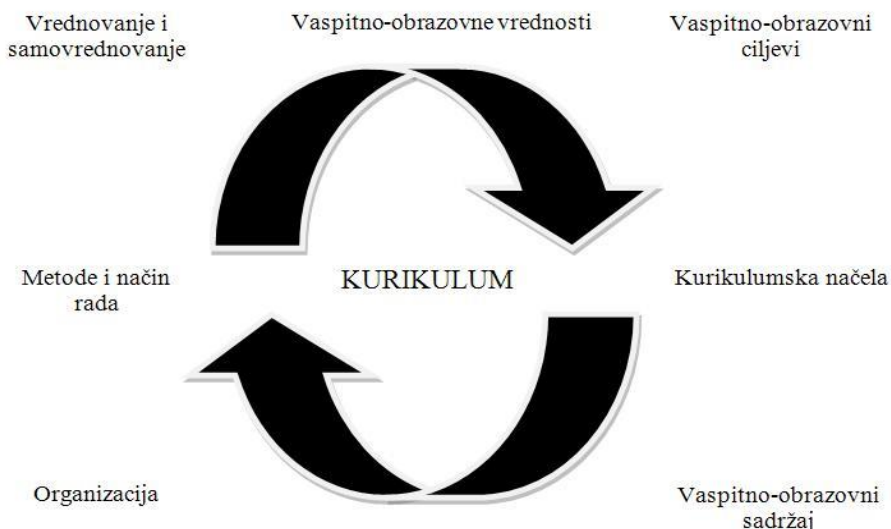 Vrednovanje i
samovrednovanje
Vaspitno-obrazovne vrednosti
Vaspitno-obrazovni
ciljevi
Metode i način
rada
KURIKULUM
Kurikulumska načela
Organizacija
Vaspitno-obrazovni
sadržaj